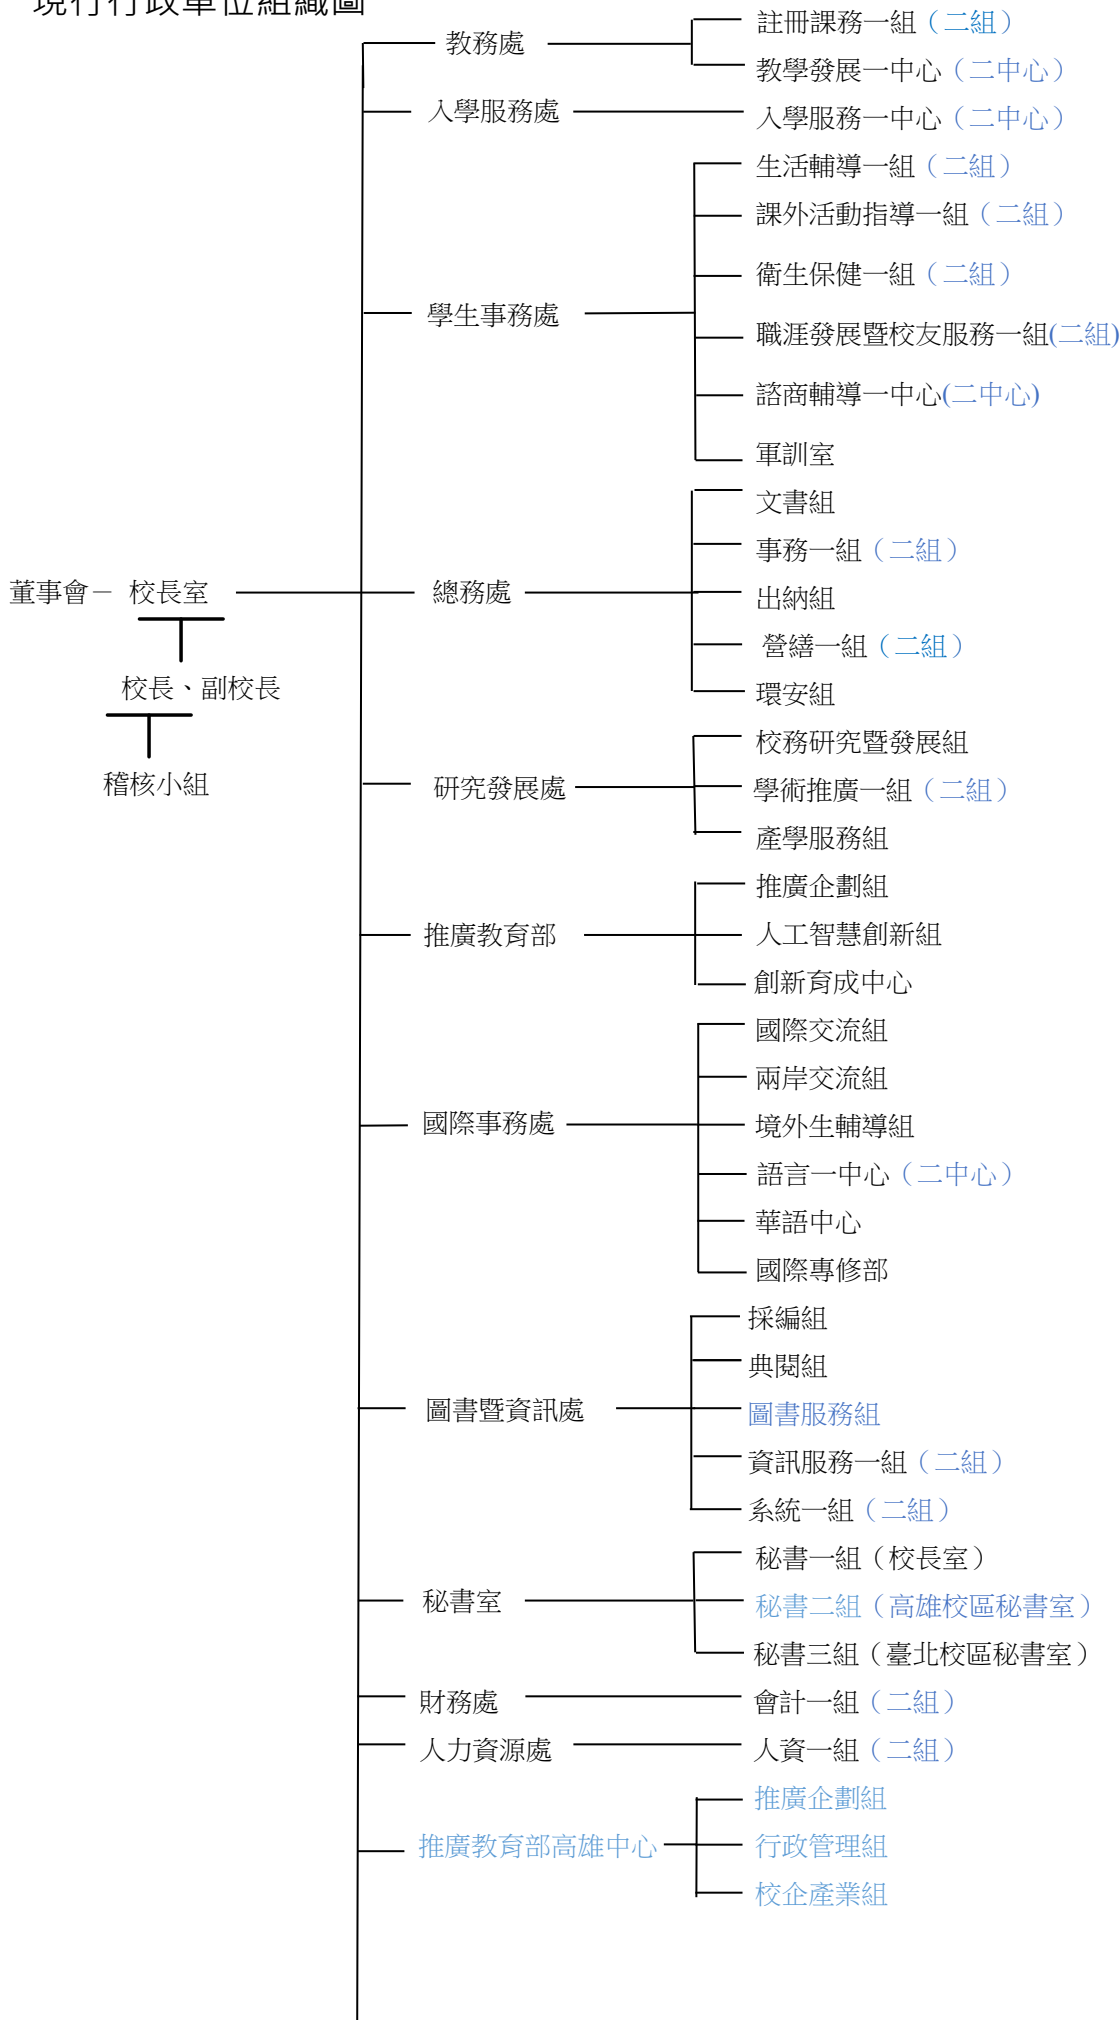 現行行政單位組織圖
教務處
註冊課務一組（二組）
教學發展一中心（二中心）
入學服務處
入學服務一中心（二中心）
學生事務處
生活輔導一組（二組）
課外活動指導一組（二組）
衛生保健一組（二組）
職涯發展暨校友服務一組(二組)
諮商輔導一中心(二中心)
軍訓室
董事會－ 校長室
校長、副校長
稽核小組
總務處
文書組
事務一組（二組）
出納組
營繕一組（二組）
環安組
研究發展處
校務研究暨發展組
學術推廣一組（二組）
產學服務組
推廣教育部
推廣企劃組
人工智慧創新組
創新育成中心
國際事務處
國際交流組
兩岸交流組
境外生輔導組
語言一中心（二中心）
華語中心
國際專修部
圖書暨資訊處
採編組
典閱組
圖書服務組
資訊服務一組（二組）
系統一組（二組）
秘書室
秘書一組（校長室）
秘書二組（高雄校區秘書室）
秘書三組（臺北校區秘書室）
財務處
會計一組（二組）
人力資源處
人資一組（二組）
推廣教育部高雄中心
推廣企劃組
行政管理組
校企產業組